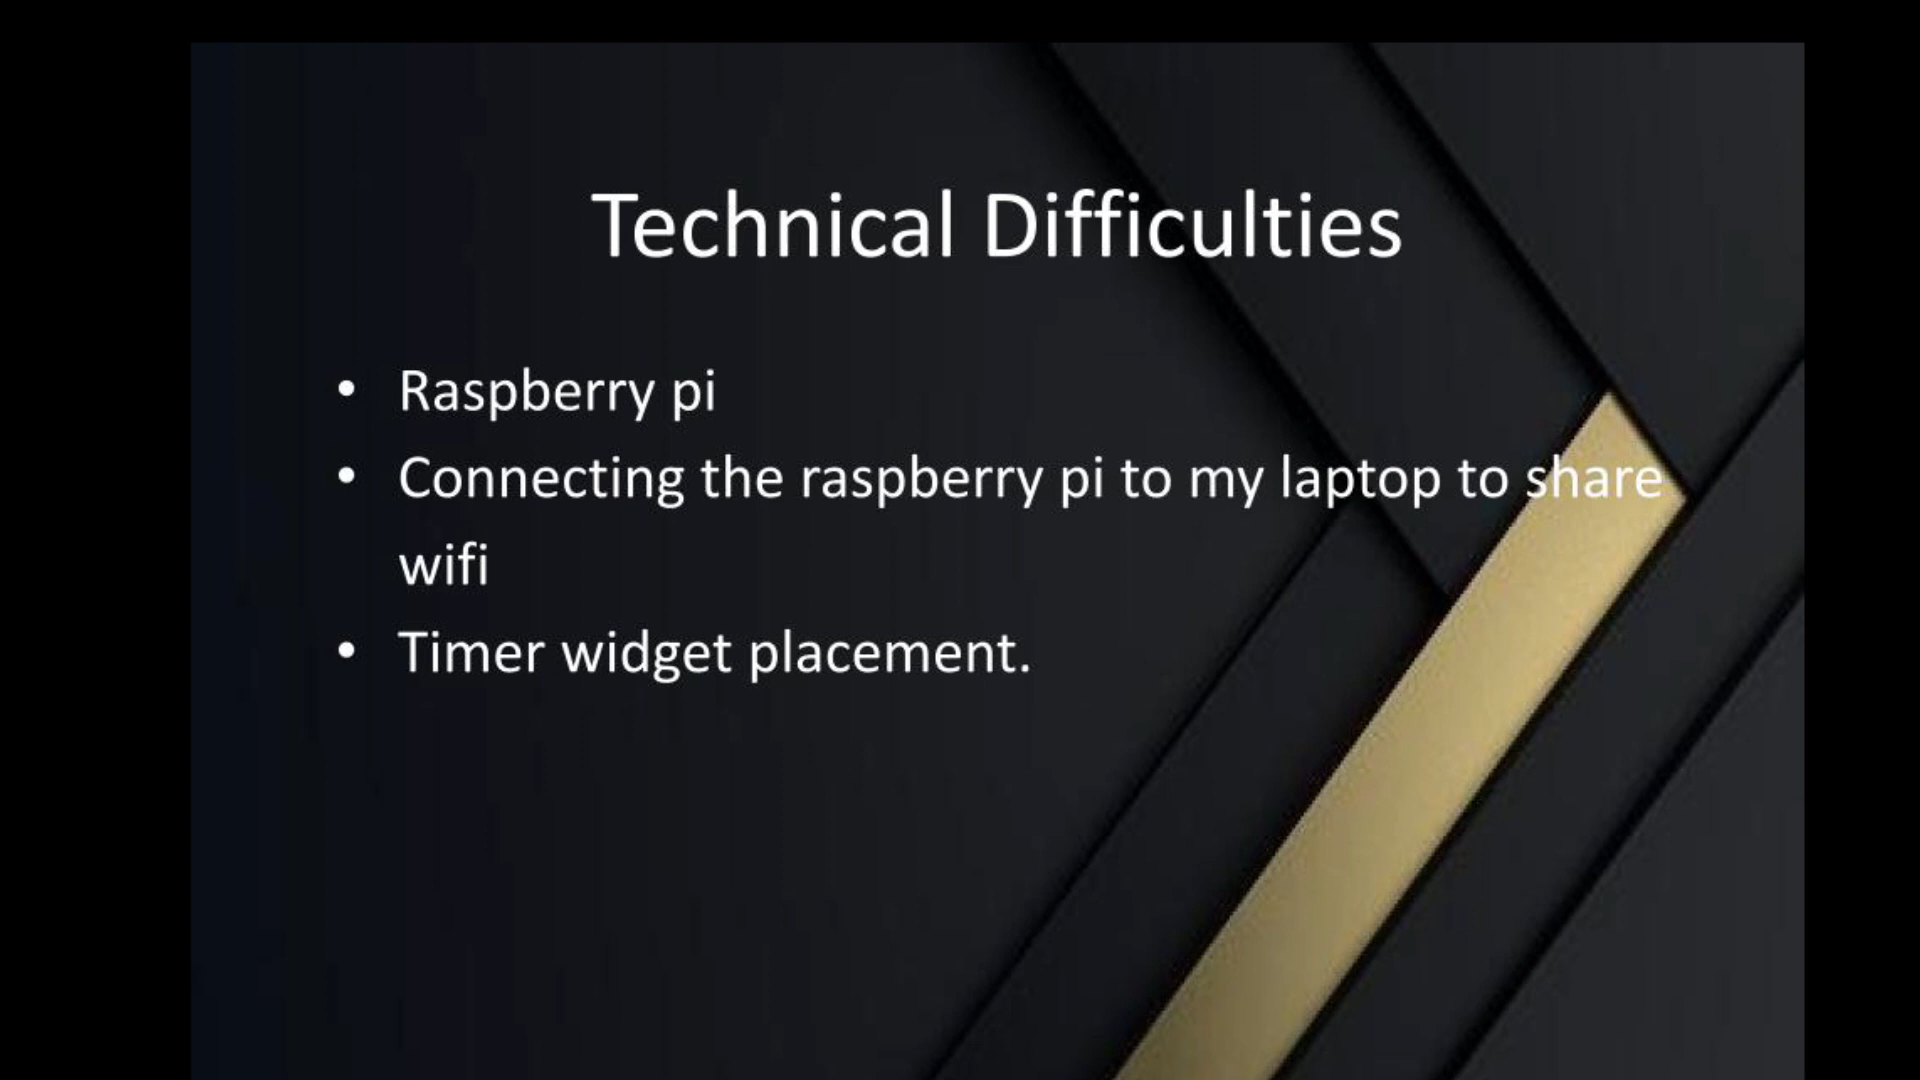 Technical Difficulties
• Raspberry pi
• Connecting the raspberry pi to my laptop to share
wifi
• Timer widget placement.